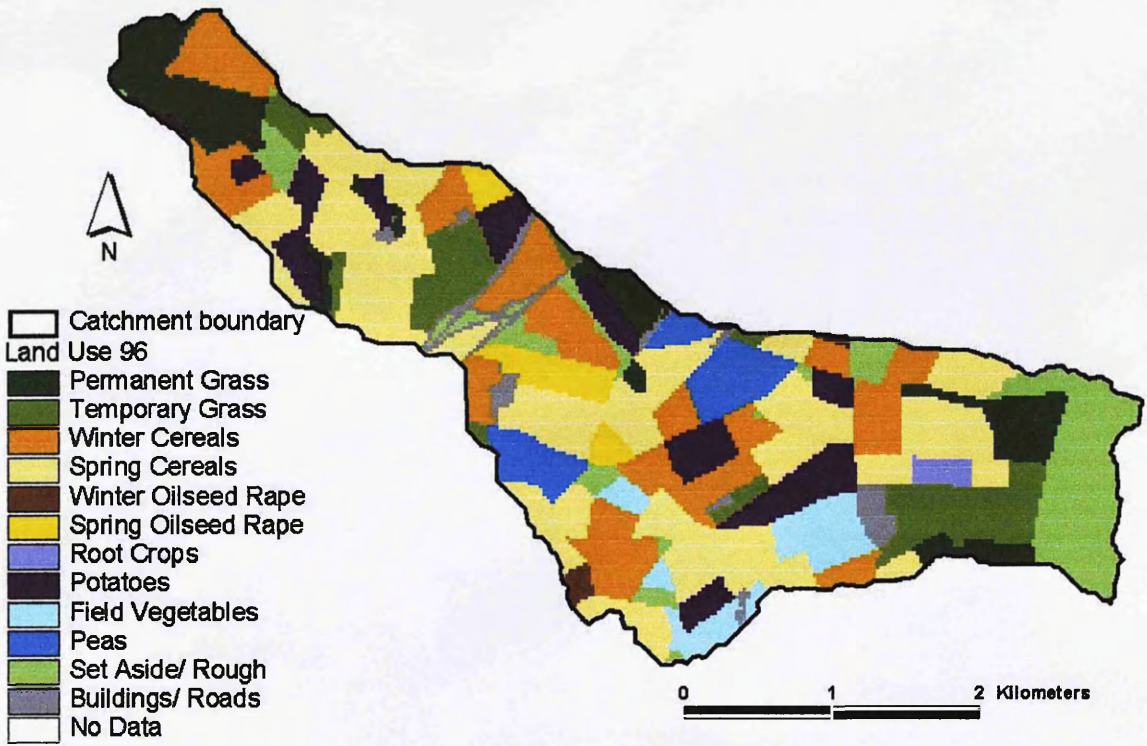 N
Catchment boundary
Land Use 96
Permanent Grass
Temporary Grass
Winter Cereals
Spring Cereals
Winter Oilseed Rape
Spring Oilseed Rape
Root Crops
Potatoes
Field Vegetables
Peas
Set Aside/ Rough
Buildings/ Roads
No Data
0 1 2 Kilometers